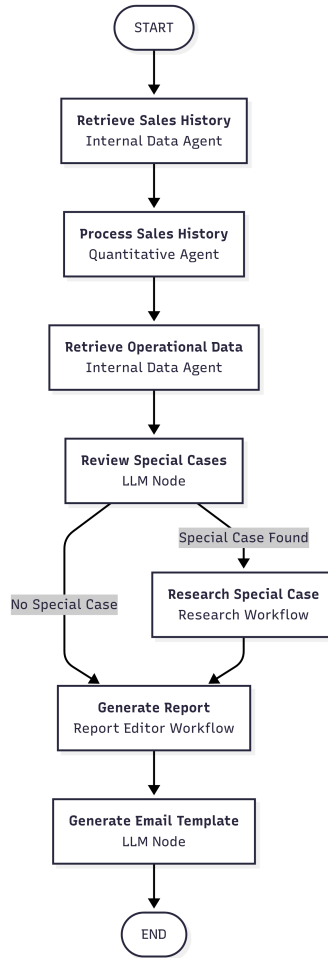 START
Retrieve Sales History
Internal Data Agent
Process Sales History
Quantitative Agent
Retrieve Operational Data
Internal Data Agent
Review Special Cases
LLM Node
Special Case Found
No Special Case
Research Special Case
Research Workflow
Generate Report
Report Editor Workflow
Generate Email Template
LLM Node
END